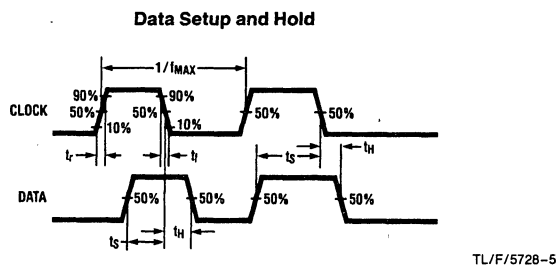 Data Setup and Hold
1/fMAX
90% 90%
CLOCK 50% 50% 50% 50%
10% 10%
tr tf tS tH
DATA 50% 50% 50% 50%
tS tH
TL/F/5728–5